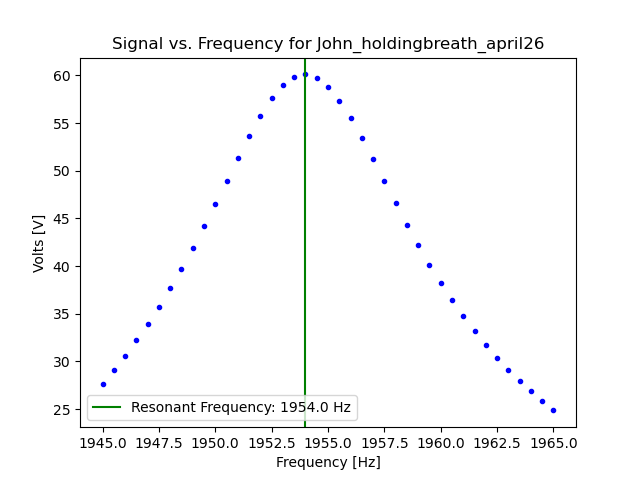 Signal vs. Frequency for John_holdingbreath_april26
60
55
50
45
40
35
30
25
Volts [V]
Resonant Frequency: 1954.0 Hz
1945.0 1947.5 1950.0 1952.5 1955.0 1957.5 1960.0 1962.5 1965.0
Frequency [Hz]